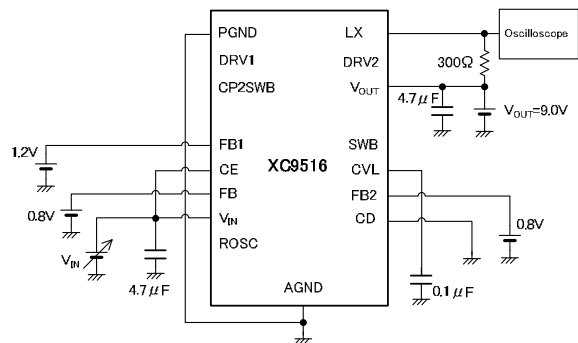 PGND
DRV1
CP2SWB
FB1
CE
FB
VIN
ROSC
XC9516
AGND
LX
DRV2
VOUT
SWB
CVL
FB2
CD
Oscilloscope
300Ω
4.7μF
VOUT=9.0V
1.2V
0.8V
VIN
4.7μF
0.8V
0.1μF